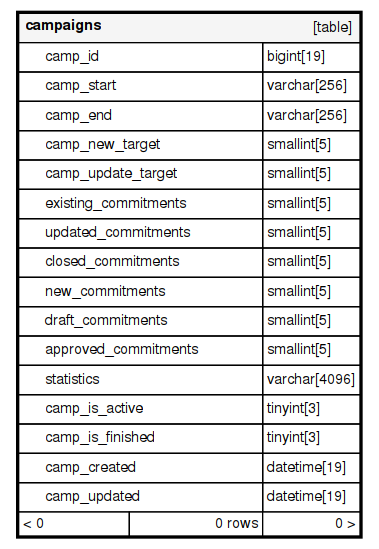 campaigns [table]
camp_id bigint[19]
camp_start varchar[256]
camp_end varchar[256]
camp_new_target smallint[5]
camp_update_target smallint[5]
existing_commitments smallint[5]
updated_commitments smallint[5]
closed_commitments smallint[5]
new_commitments smallint[5]
draft_commitments smallint[5]
approved_commitments smallint[5]
statistics varchar[4096]
camp_is_active tinyint[3]
camp_is_finished tinyint[3]
camp_created datetime[19]
camp_updated datetime[19]
< 0 0 rows 0 >